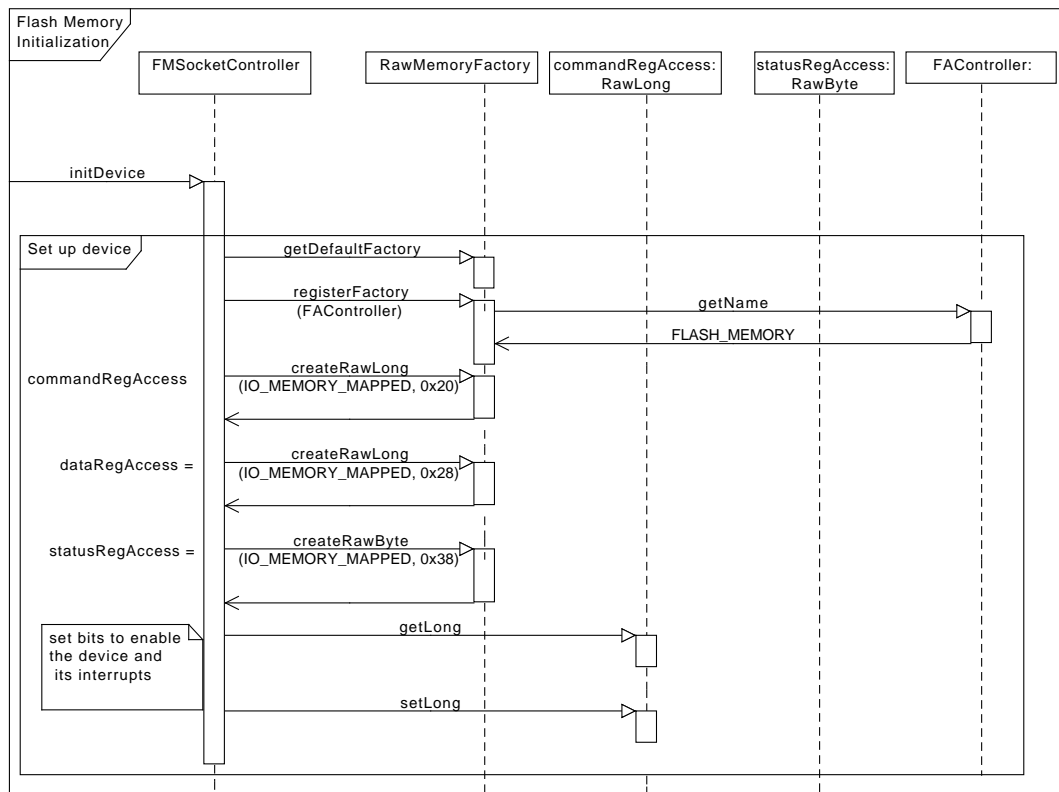 Flash Memory
Initialization
FMSocketController
RawMemoryFactory
commandRegAccess:
RawLong
statusRegAccess:
RawByte
FAController:
initDevice
Set up device
getDefaultFactory
registerFactory
(FAController)
getName
FLASH_MEMORY
commandRegAccess
createRawLong
(IO_MEMORY_MAPPED, 0x20)
dataRegAccess =
createRawLong
(IO_MEMORY_MAPPED, 0x28)
statusRegAccess =
createRawByte
(IO_MEMORY_MAPPED, 0x38)
set bits to enable
the device and
its interrupts
getLong
setLong